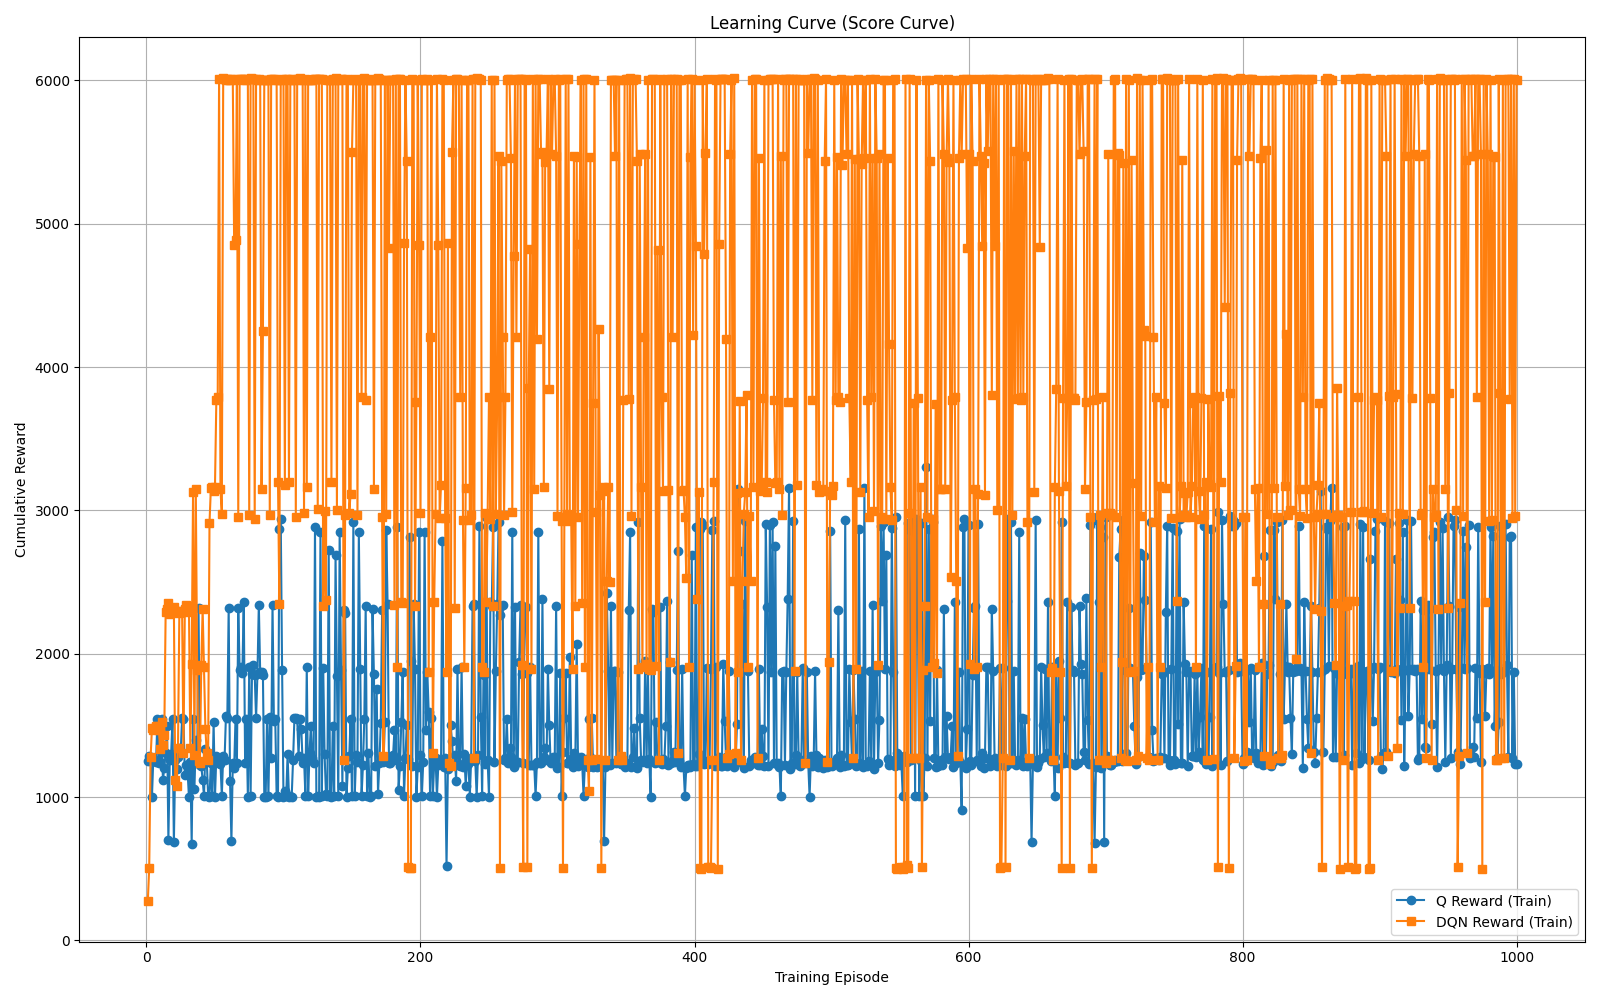 Learning Curve (Score Curve)
Cumulative Reward
6000
5000
4000
3000
2000
1000
0
0 200 400 600 800 1000
Training Episode
Q Reward (Train)
DQN Reward (Train)